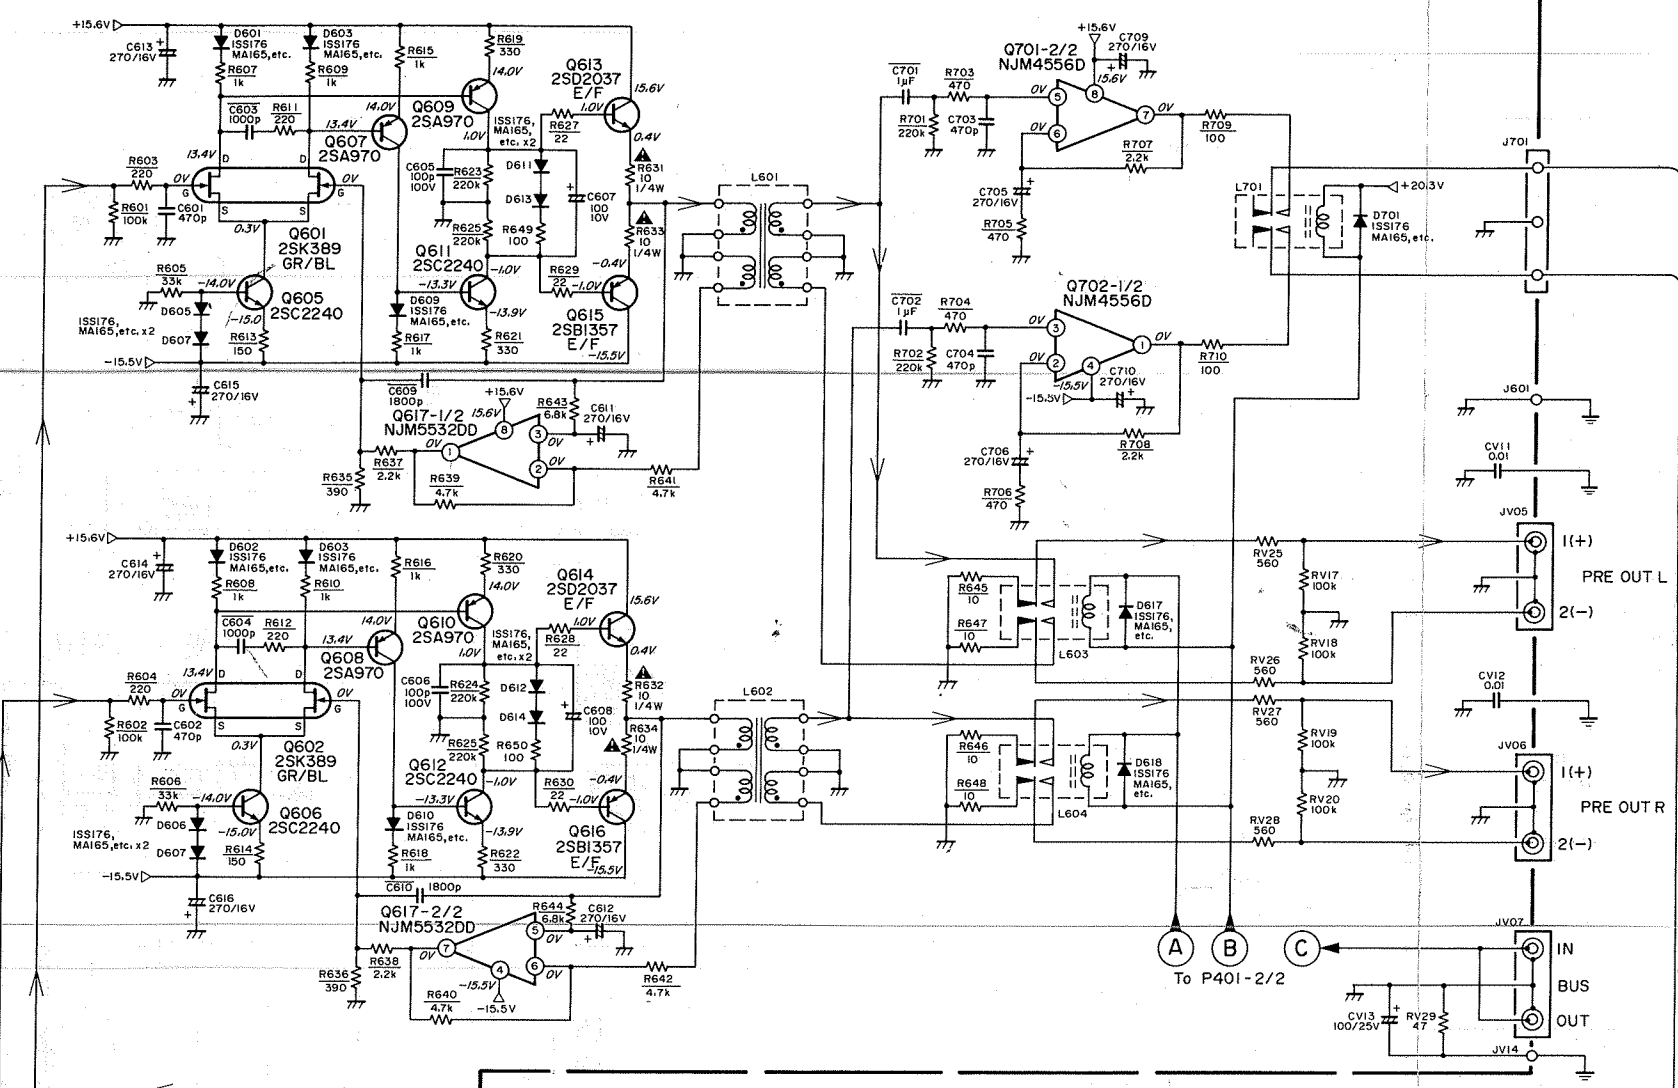 +15.6V
C613
270/16V
D601
ISS176
MA165,etc.
D603
ISS176
MA165,etc.
R607
1k
R609
1k
R615
1k
R619
330
14.0V
C603
1000p
R611
220
13.4V
14.0V
Q609
2SA970
1.0V
Q607
2SA970
ISS176,
MA165,
etc. x2
Q613
2SD2037
E/F
15.6V
1.0V
R627
22
0.4V
R603
220
13.4V
D
D
0V
G
0V
G
S
S
R601
100k
C601
470p
0.3V
Q601
2SK389
GR/BL
C605
100p
100V
R623
220k
D611
D613
C607
100
10V
R631
10
1/4W
R633
10
1/4W
R625
220k
R649
100
Q611
2SC2240
-1.0V
-13.3V
R629
22
-1.0V
-0.4V
R605
33k
-14.0V
Q605
2SC2240
D605
ISS176,
MA165,etc.x2
D607
-15.0
R613
150
D609
ISS176
MA165,etc.
-13.9V
R617
1k
R621
330
Q615
2SB1357
E/F
-15.5V
-15.5V
C615
270/16V
C609
1800p
+15.6V
15.6V
R643
6.8k
C611
270/16V
Q617-1/2
NJM5532DD
0V
1
8
3
0V
2
0V
R637
2.2k
R635
390
R639
4.7k
R641
4.7k
L601
C701
1μF
R703
470
R701
220k
C703
470p
Q701-2/2
NJM4556D
+15.6V
C709
270/16V
15.6V
0V
5
8
7
0V
0V
6
R709
100
R707
2.2k
C705
270/16V
R705
470
L701
+20.3V
D701
ISS176
MA165,etc.
J701
C702
1μF
R704
470
R702
220k
C704
470p
Q702-1/2
NJM4556D
0V
3
0V
2
4
1
0V
-15.5V
-15.5V
C710
270/16V
R710
100
R708
2.2k
C706
270/16V
R706
470
J601
CV11
0.01
JV05
1(+)
PRE OUT L
2(-)
RV25
560
RV17
100k
RV18
100k
RV26
560
R645
10
R647
10
L603
D617
ISS176,
MA165,
etc.
+15.6V
C614
270/16V
D602
ISS176
MA165,etc.
D603
ISS176
MA165,etc.
R608
1k
R610
1k
R616
1k
R620
330
14.0V
C604
1000p
R612
220
13.4V
14.0V
Q610
2SA970
1.0V
Q608
2SA970
ISS176,
MA165,
etc. x2
Q614
2SD2037
E/F
15.6V
1.0V
R628
22
0.4V
R604
220
13.4V
D
D
0V
G
0V
G
S
S
R602
100k
C602
470p
0.3V
Q602
2SK389
GR/BL
C606
100p
100V
R624
220k
D612
D614
C608
100
10V
R632
10
1/4W
R634
10
1/4W
R625
220k
R650
100
Q612
2SC2240
-1.0V
-13.3V
R630
22
-1.0V
-0.4V
R606
33k
-14.0V
Q606
2SC2240
D606
ISS176,
MA165,etc. x2
D607
-15.0V
R614
150
D610
ISS176
MA165,etc.
-13.9V
R618
1k
R622
330
Q616
2SB1357
E/F
-15.5V
-15.5V
C616
270/16V
C610
1800p
R644
6.8k
C612
270/16V
Q617-2/2
NJM5532DD
0V
7
4
5
0V
6
0V
-15.5V
-15.5V
R638
2.2k
R636
390
R640
4.7k
R642
4.7k
L602
R646
10
R648
10
L604
D618
ISS176
MA165,
etc.
RV27
560
RV19
100k
RV20
100k
RV28
560
CV12
0.01
JV06
1(+)
PRE OUT R
2(-)
A
B
C
To P401-2/2
JV07
IN
BUS
OUT
CV13
100/25V
RV29
47
JV14